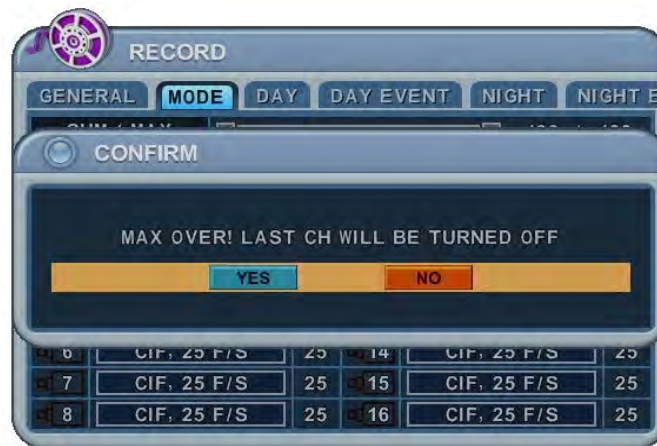 RECORD
GENERAL MODE DAY DAY EVENT NIGHT NIGHT E
CONFIRM
MAX OVER! LAST CH WILL BE TURNED OFF
YES NO
6 CIF, 25 F/S 25 14 CIF, 25 F/S 25
7 CIF, 25 F/S 25 15 CIF, 25 F/S 25
8 CIF, 25 F/S 25 16 CIF, 25 F/S 25